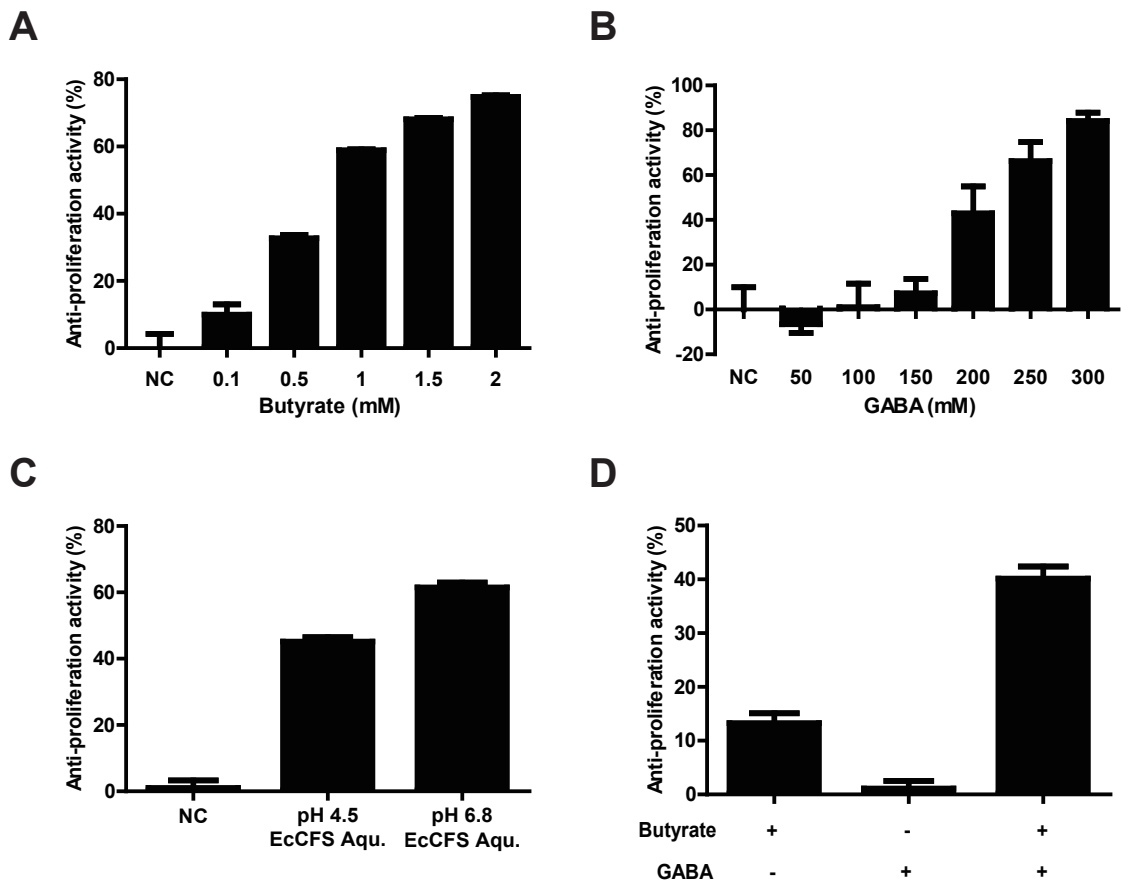 A
Anti-proliferation activity (%)
80
60
40
20
0
NC 0.1 0.5 1 1.5 2
Butyrate (mM)
B
Anti-proliferation activity (%)
100
80
60
40
20
0
-20
NC 50 100 150 200 250 300
GABA (mM)
C
Anti-proliferation activity (%)
80
60
40
20
0
NC pH 4.5 pH 6.8
EcCFS Aqu. EcCFS Aqu.
D
Anti-proliferation activity (%)
50
40
30
20
10
0
Butyrate + - +
GABA - + +